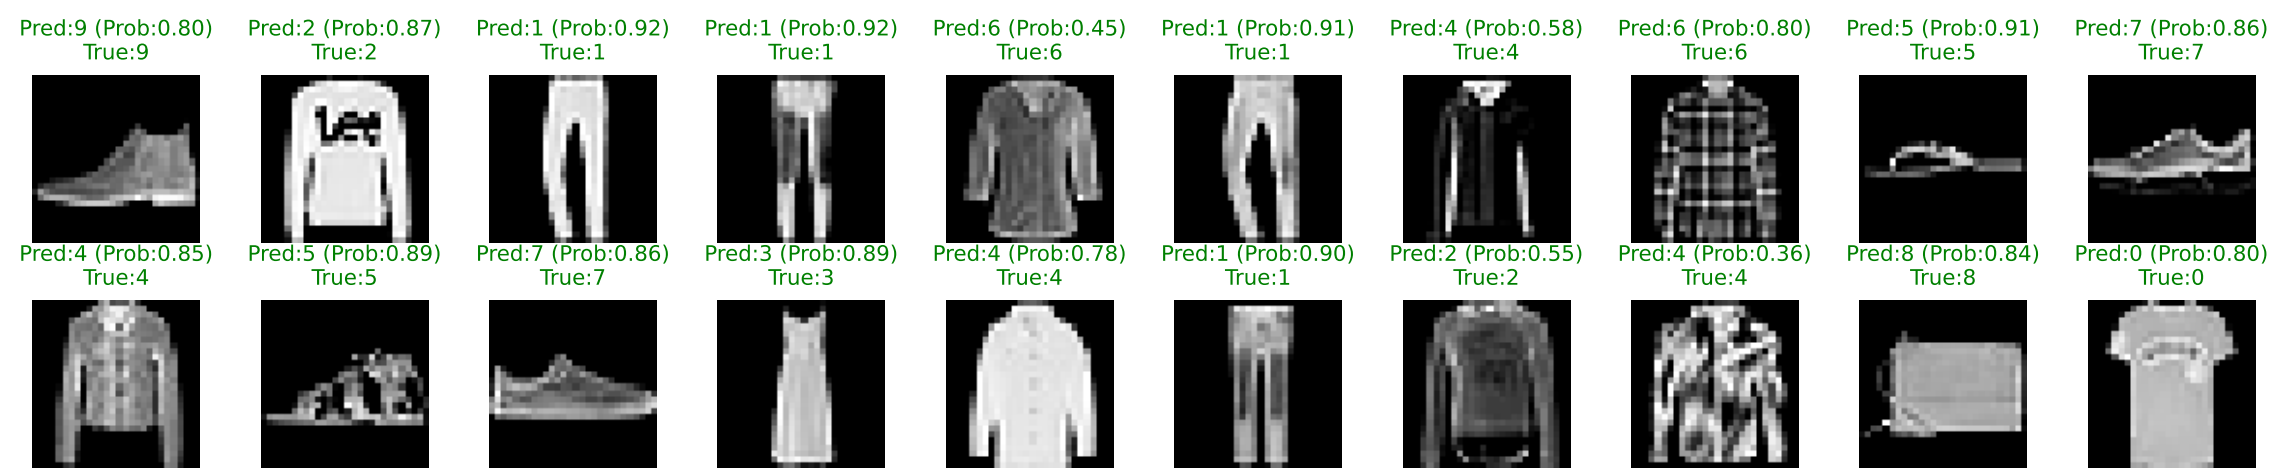 Pred:9 (Prob:0.80) Pred:2 (Prob:0.87) Pred:1 (Prob:0.92) Pred:1 (Prob:0.92) Pred:6 (Prob:0.45) Pred:1 (Prob:0.91) Pred:4 (Prob:0.58) Pred:6 (Prob:0.80) Pred:5 (Prob:0.91) Pred:7 (Prob:0.86)
True:9 True:2 True:1 True:1 True:6 True:1 True:4 True:6 True:5 True:7
Lee
Pred:4 (Prob:0.85) Pred:5 (Prob:0.89) Pred:7 (Prob:0.86) Pred:3 (Prob:0.89) Pred:4 (Prob:0.78) Pred:1 (Prob:0.90) Pred:2 (Prob:0.55) Pred:4 (Prob:0.36) Pred:8 (Prob:0.84) Pred:0 (Prob:0.80)
True:4 True:5 True:7 True:3 True:4 True:1 True:2 True:4 True:8 True:0